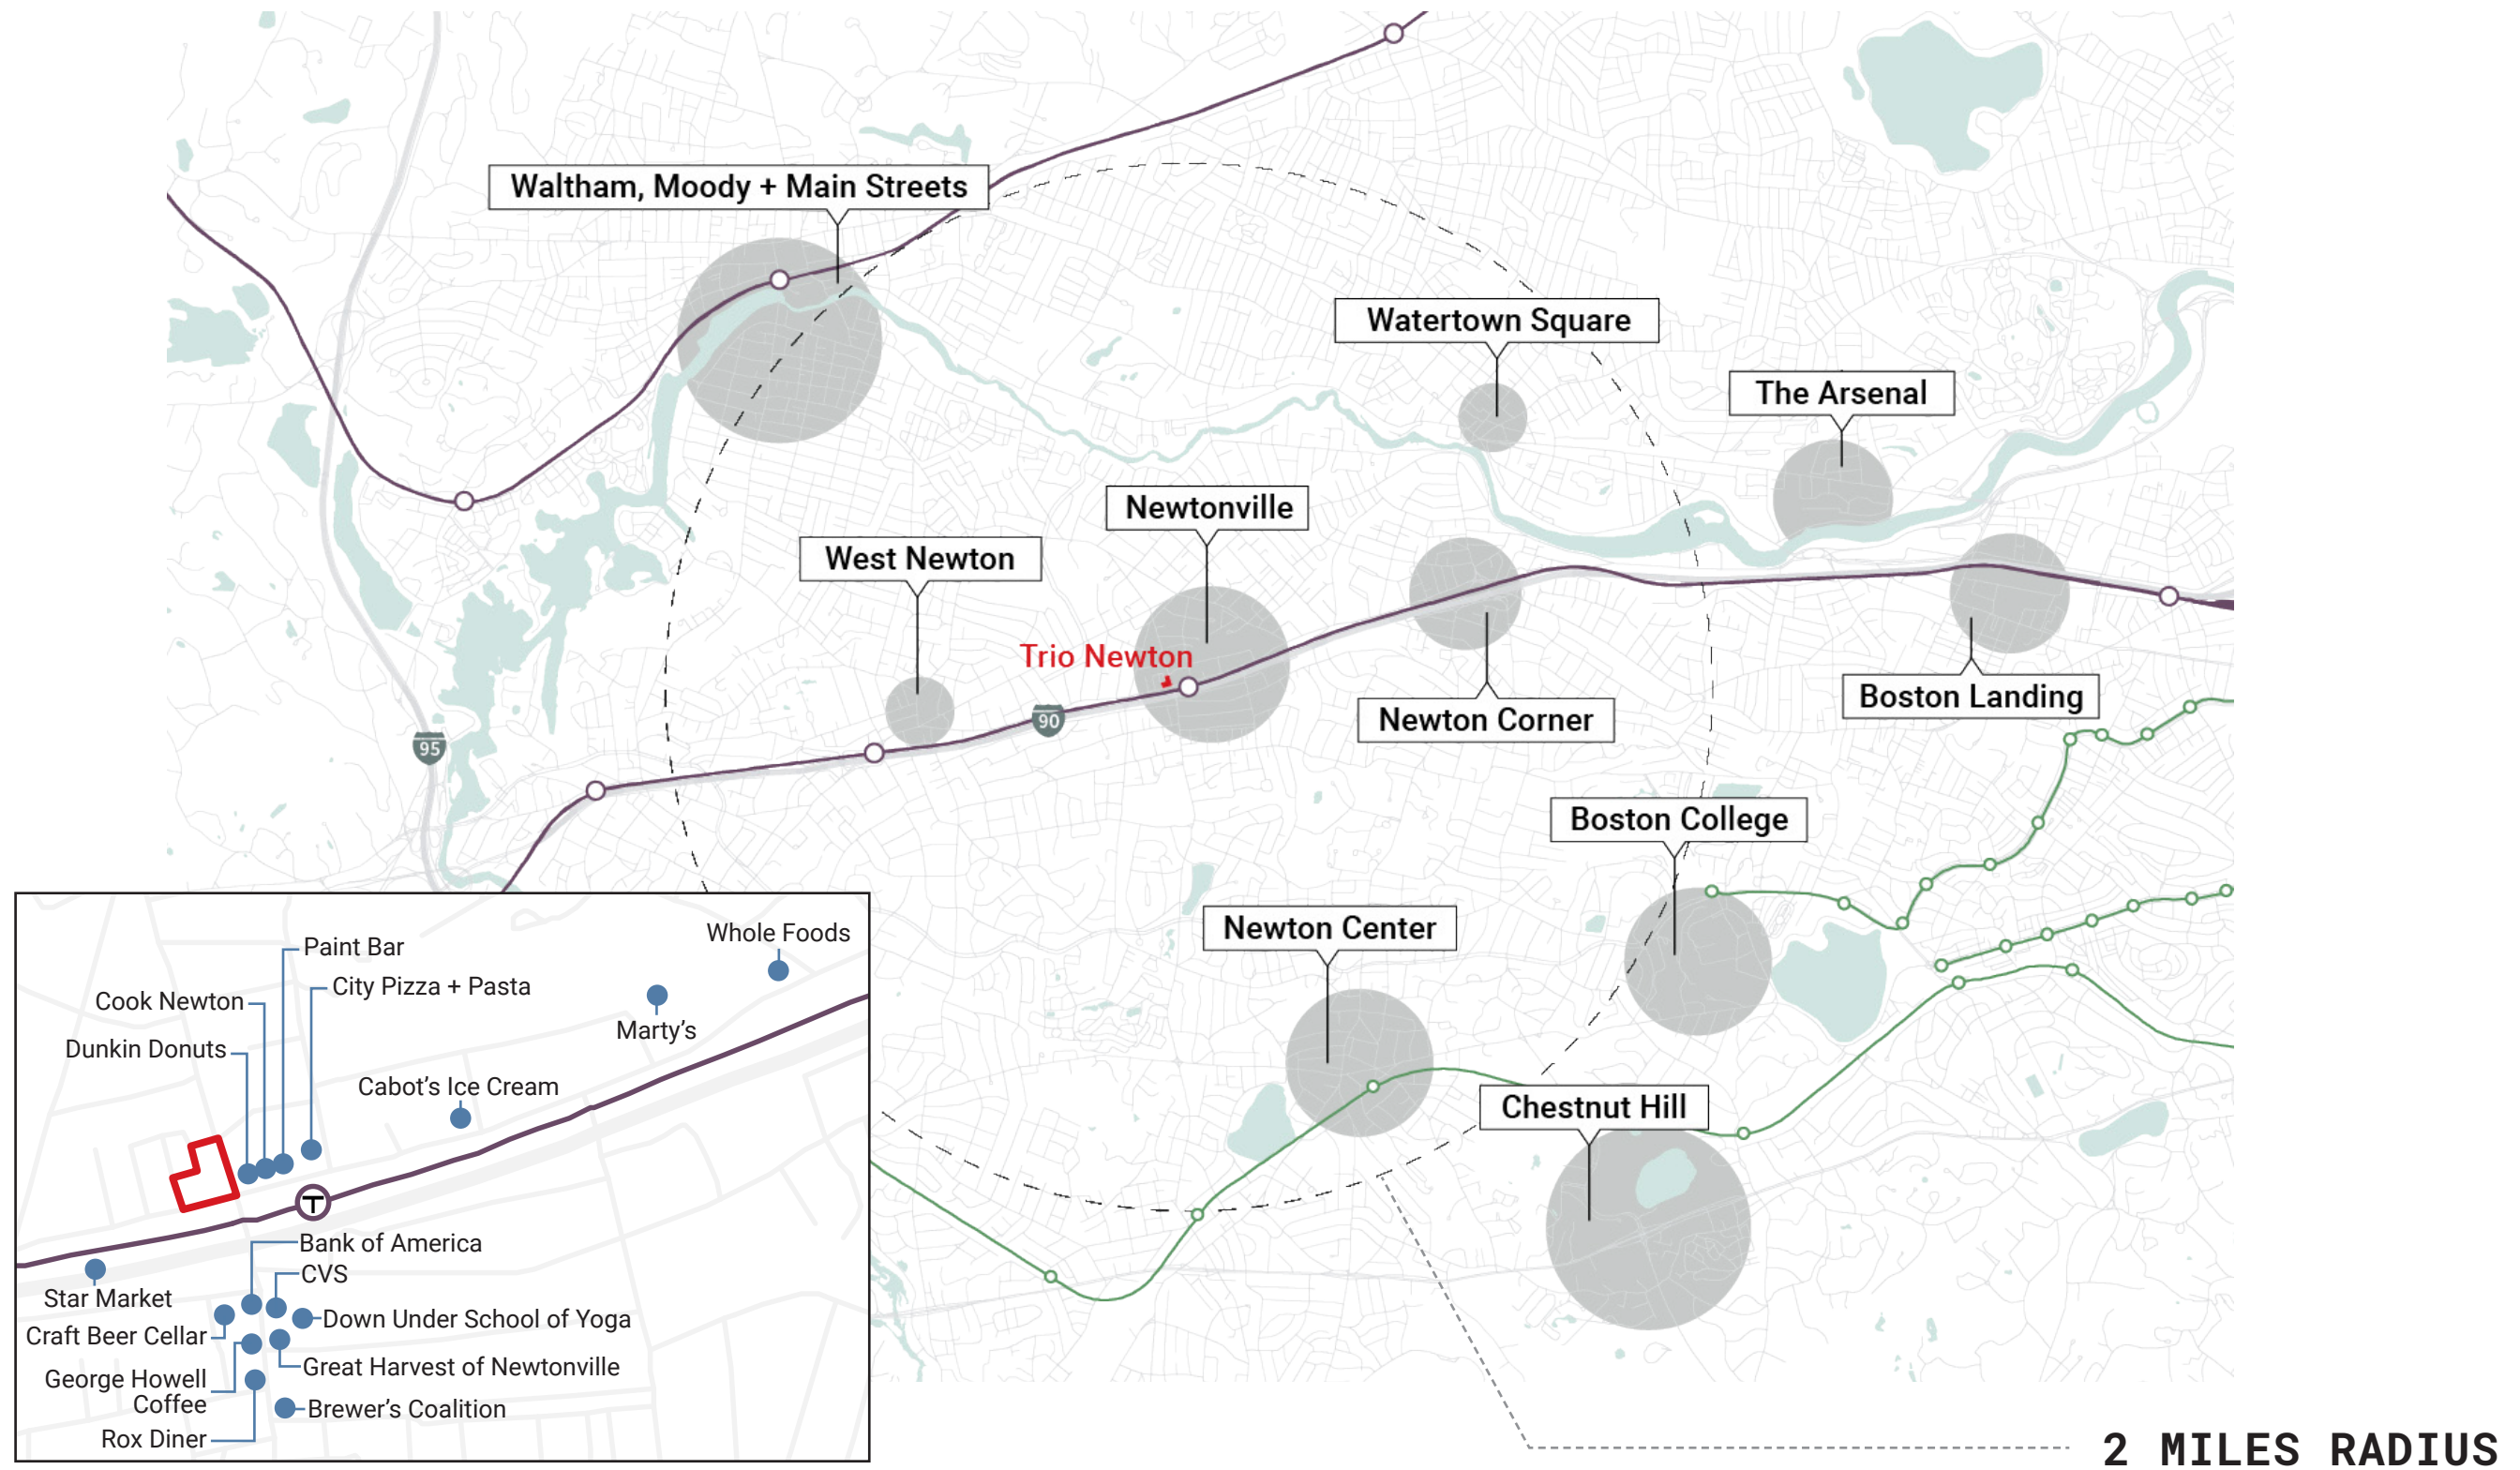 Waltham, Moody + Main Streets
Watertown Square
The Arsenal
Newtonville
West Newton
Trio Newton
90
Newton Corner
Boston Landing
95
Boston College
Newton Center
Chestnut Hill
Whole Foods
Paint Bar
City Pizza + Pasta
Cook Newton
Marty’s
Dunkin Donuts
Cabot’s Ice Cream
T
Bank of America
CVS
Star Market
Down Under School of Yoga
Craft Beer Cellar
Great Harvest of Newtonville
George Howell
Coffee
Brewer’s Coalition
Rox Diner
2 MILES RADIUS